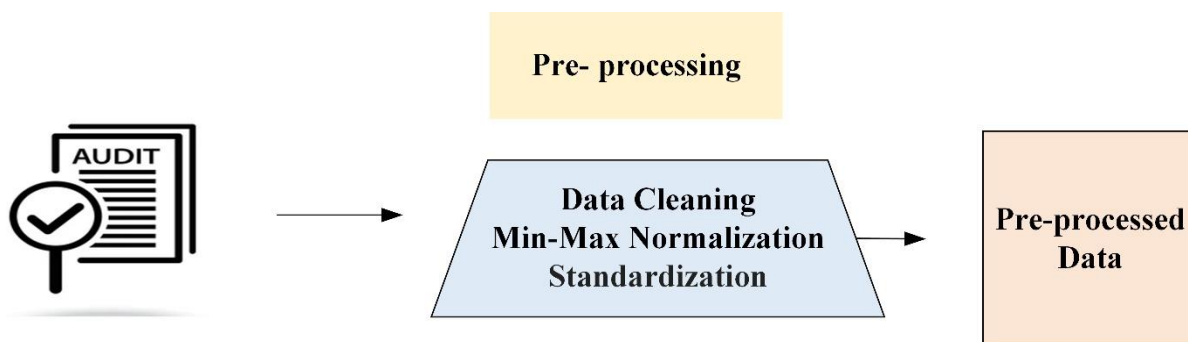 Pre- processing
AUDIT
Data Cleaning
Min-Max Normalization
Standardization
Pre-processed
Data